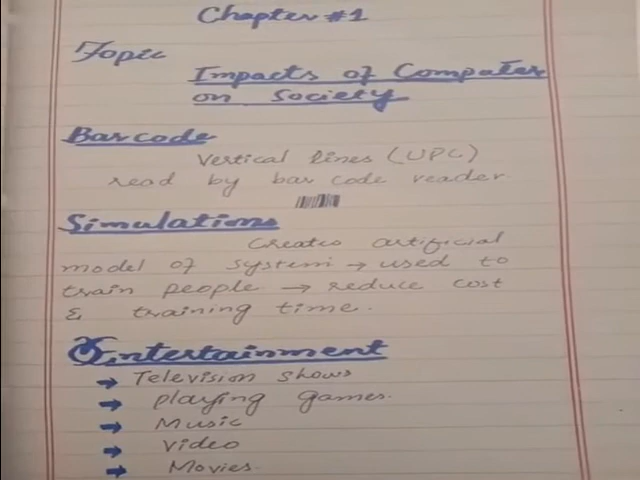 Chapter #1
Topic
Impacts of Computer
on Society
Barcode
Vertical lines (UPC)
read by bar code reader
Simulations
Creates artificial
model of system → used to
train people → reduce cost
& training time.
Entertainment
→ Television shows
→ playing games.
→ Music
→ Video
→ Movies.